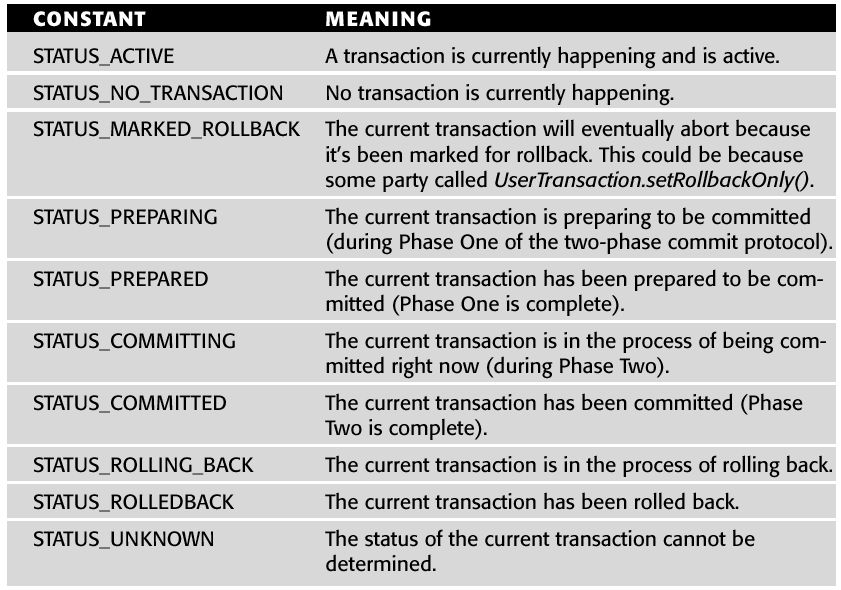 CONSTANT MEANING
STATUS_ACTIVE A transaction is currently happening and is active.
STATUS_NO_TRANSACTION No transaction is currently happening.
STATUS_MARKED_ROLLBACK The current transaction will eventually abort because
it's been marked for rollback. This could be because
some party called UserTransaction.setRollbackOnly().
STATUS_PREPARING The current transaction is preparing to be committed
(during Phase One of the two-phase commit protocol).
STATUS_PREPARED The current transaction has been prepared to be com-
mitted (Phase One is complete).
STATUS_COMMITTING The current transaction is in the process of being com-
mitted right now (during Phase Two).
STATUS_COMMITTED The current transaction has been committed (Phase
Two is complete).
STATUS_ROLLING_BACK The current transaction is in the process of rolling back.
STATUS_ROLLEDBACK The current transaction has been rolled back.
STATUS_UNKNOWN The status of the current transaction cannot be
determined.